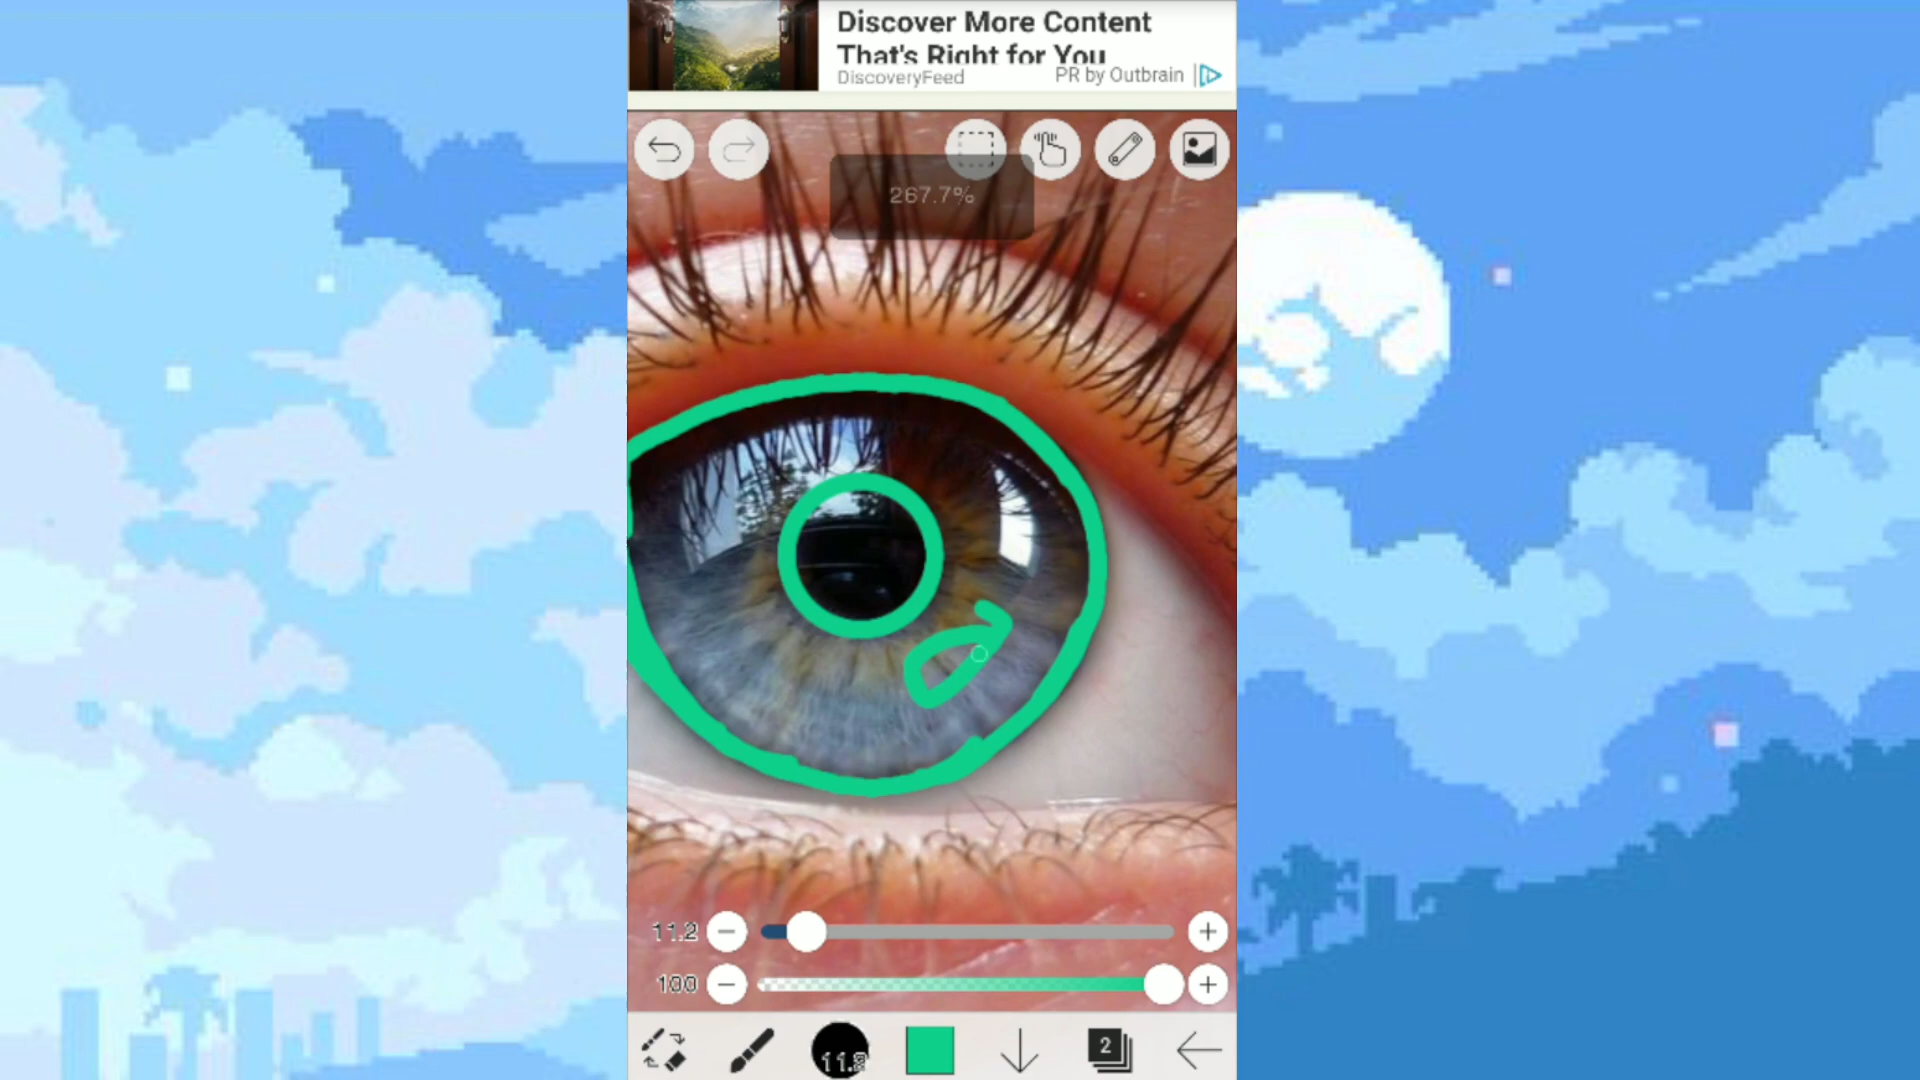 Discover More Content
That's Right for You
DiscoveryFeed
PR by Outbrain
267.7%
11.2
100
11.2
2